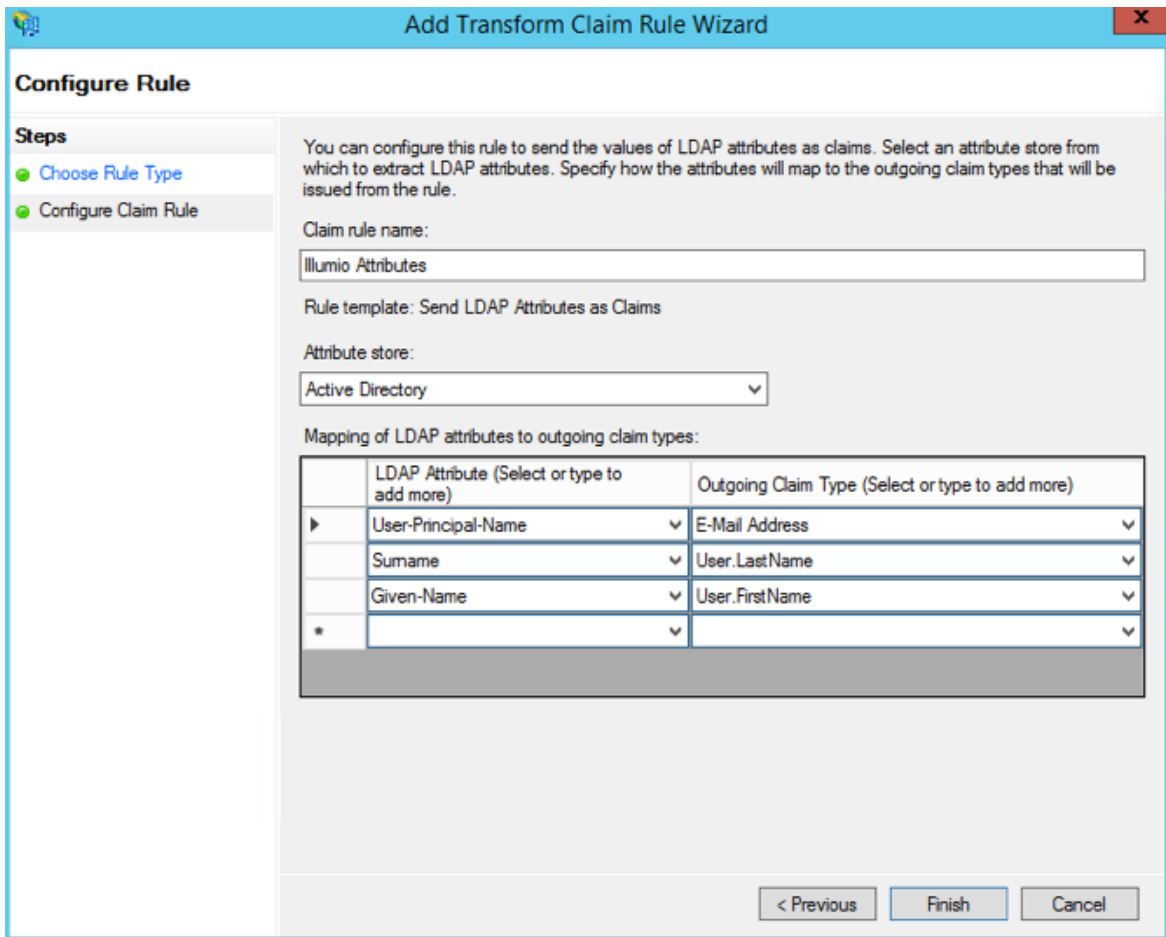 Add Transform Claim Rule Wizard
x
Configure Rule
Steps
Choose Rule Type
Configure Claim Rule
You can configure this rule to send the values of LDAP attributes as claims. Select an attribute store from
which to extract LDAP attributes. Specify how the attributes will map to the outgoing claim types that will be
issued from the rule.
Claim rule name:
Illumio Attributes
Rule template: Send LDAP Attributes as Claims
Attribute store:
Active Directory
Mapping of LDAP attributes to outgoing claim types:
LDAP Attribute (Select or type to
add more)
Outgoing Claim Type (Select or type to add more)
User-Principal-Name E-Mail Address
Surname User.LastName
Given-Name User.FirstName
*
< Previous Finish Cancel